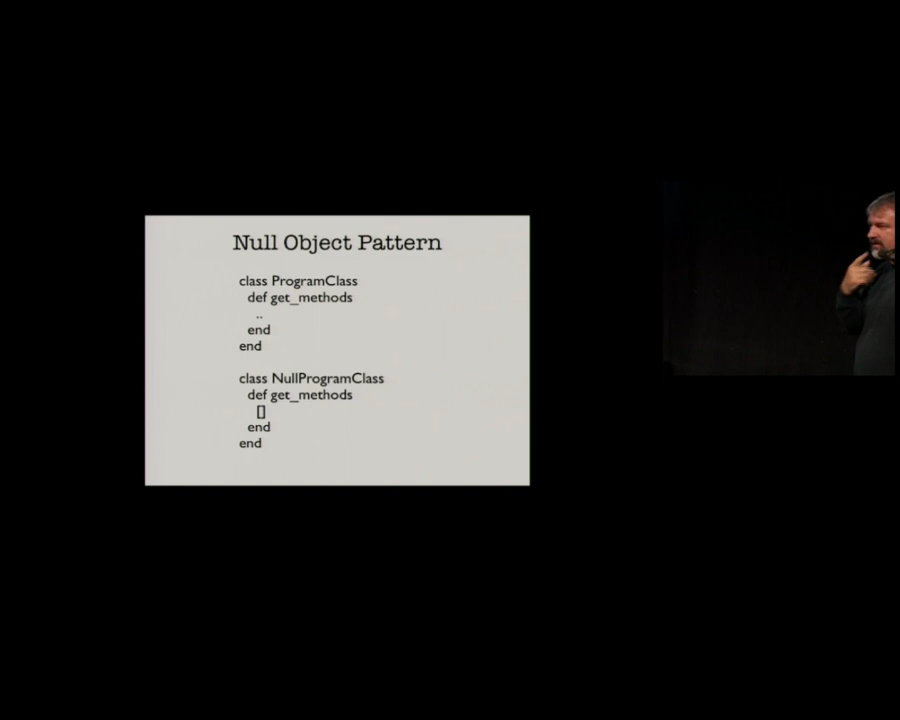 Null Object Pattern
class ProgramClass
def get_methods
..
end
end
class NullProgramClass
def get_methods
[]
end
end